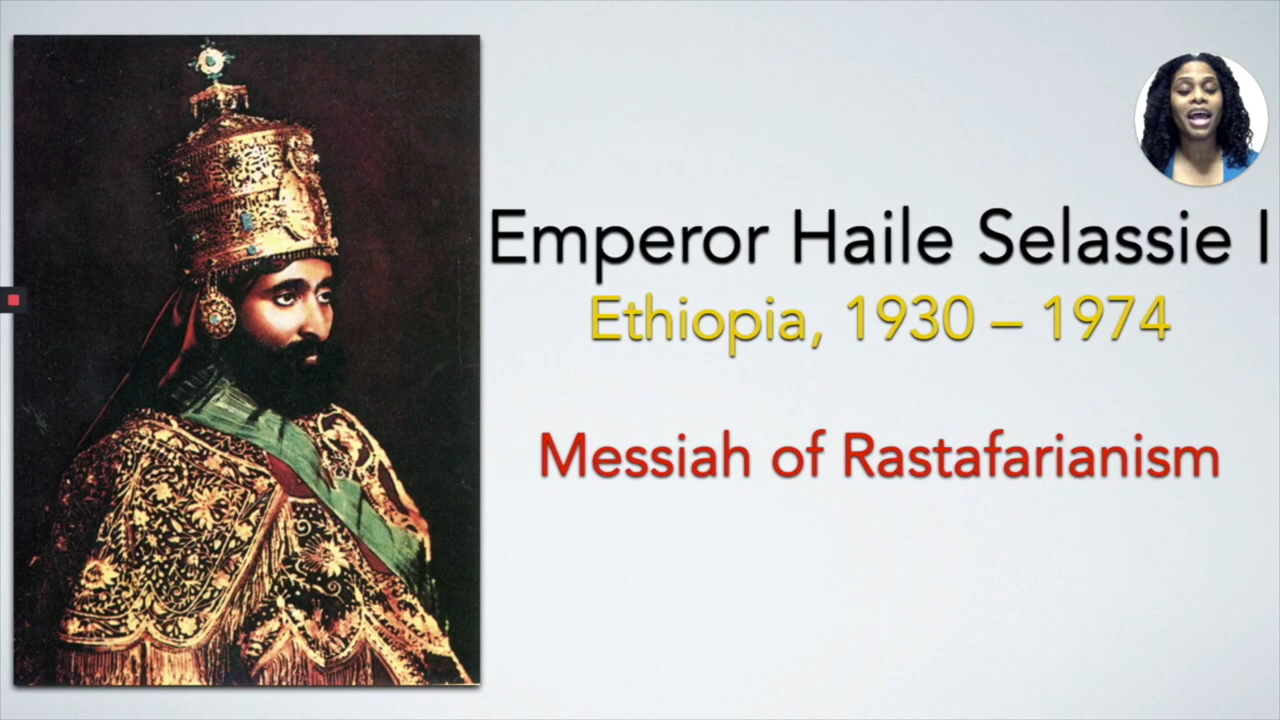 Emperor Haile Selassie I
Ethiopia, 1930 – 1974
Messiah of Rastafarianism